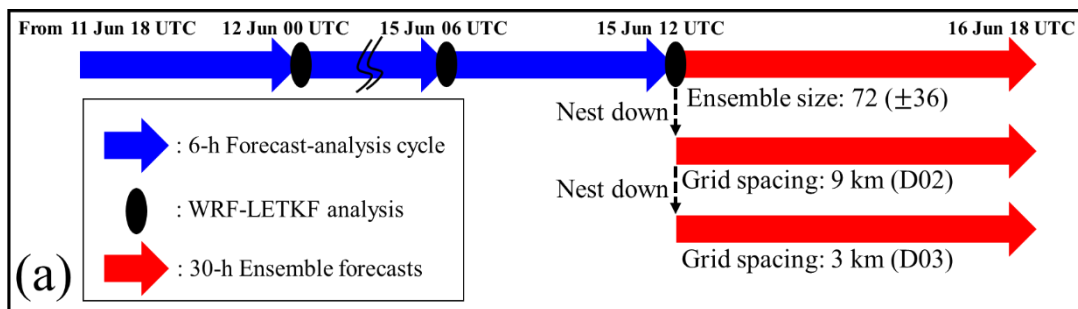 From 11 Jun 18 UTC 12 Jun 00 UTC 15 Jun 06 UTC 15 Jun 12 UTC 16 Jun 18 UTC
Ensemble size: 72 (±36)
Nest down
: 6-h Forecast-analysis cycle
Grid spacing: 9 km (D02)
Nest down
: WRF-LETKF analysis
Grid spacing: 3 km (D03)
: 30-h Ensemble forecasts
(a)